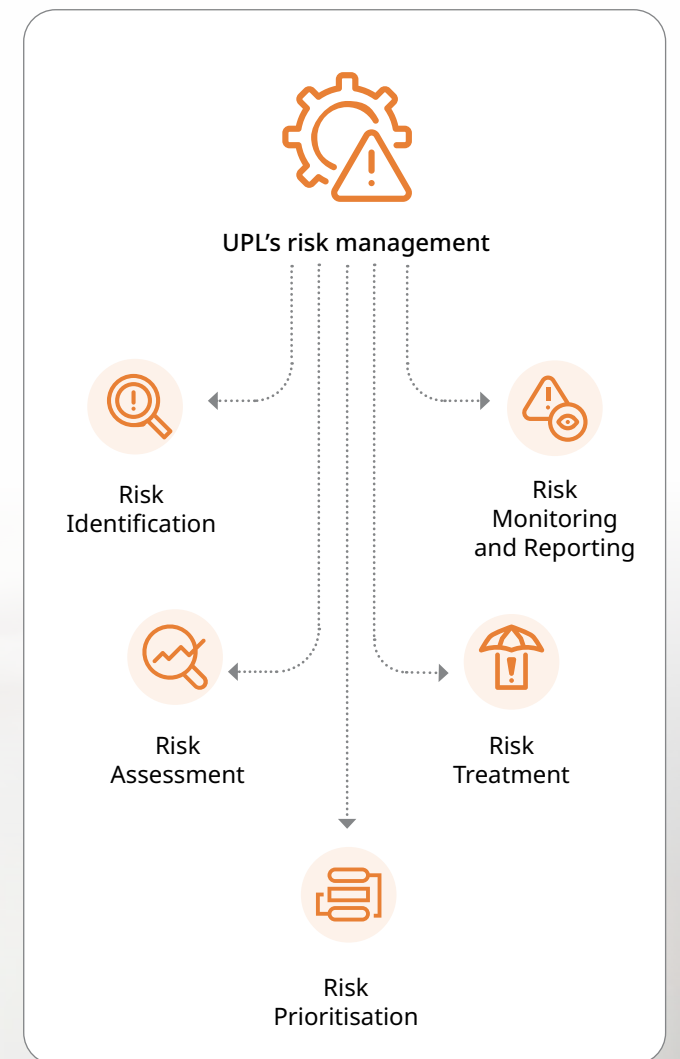 UPL’s risk management
Risk
Identification
Risk
Monitoring
and Reporting
Risk
Assessment
Risk
Treatment
Risk
Prioritisation